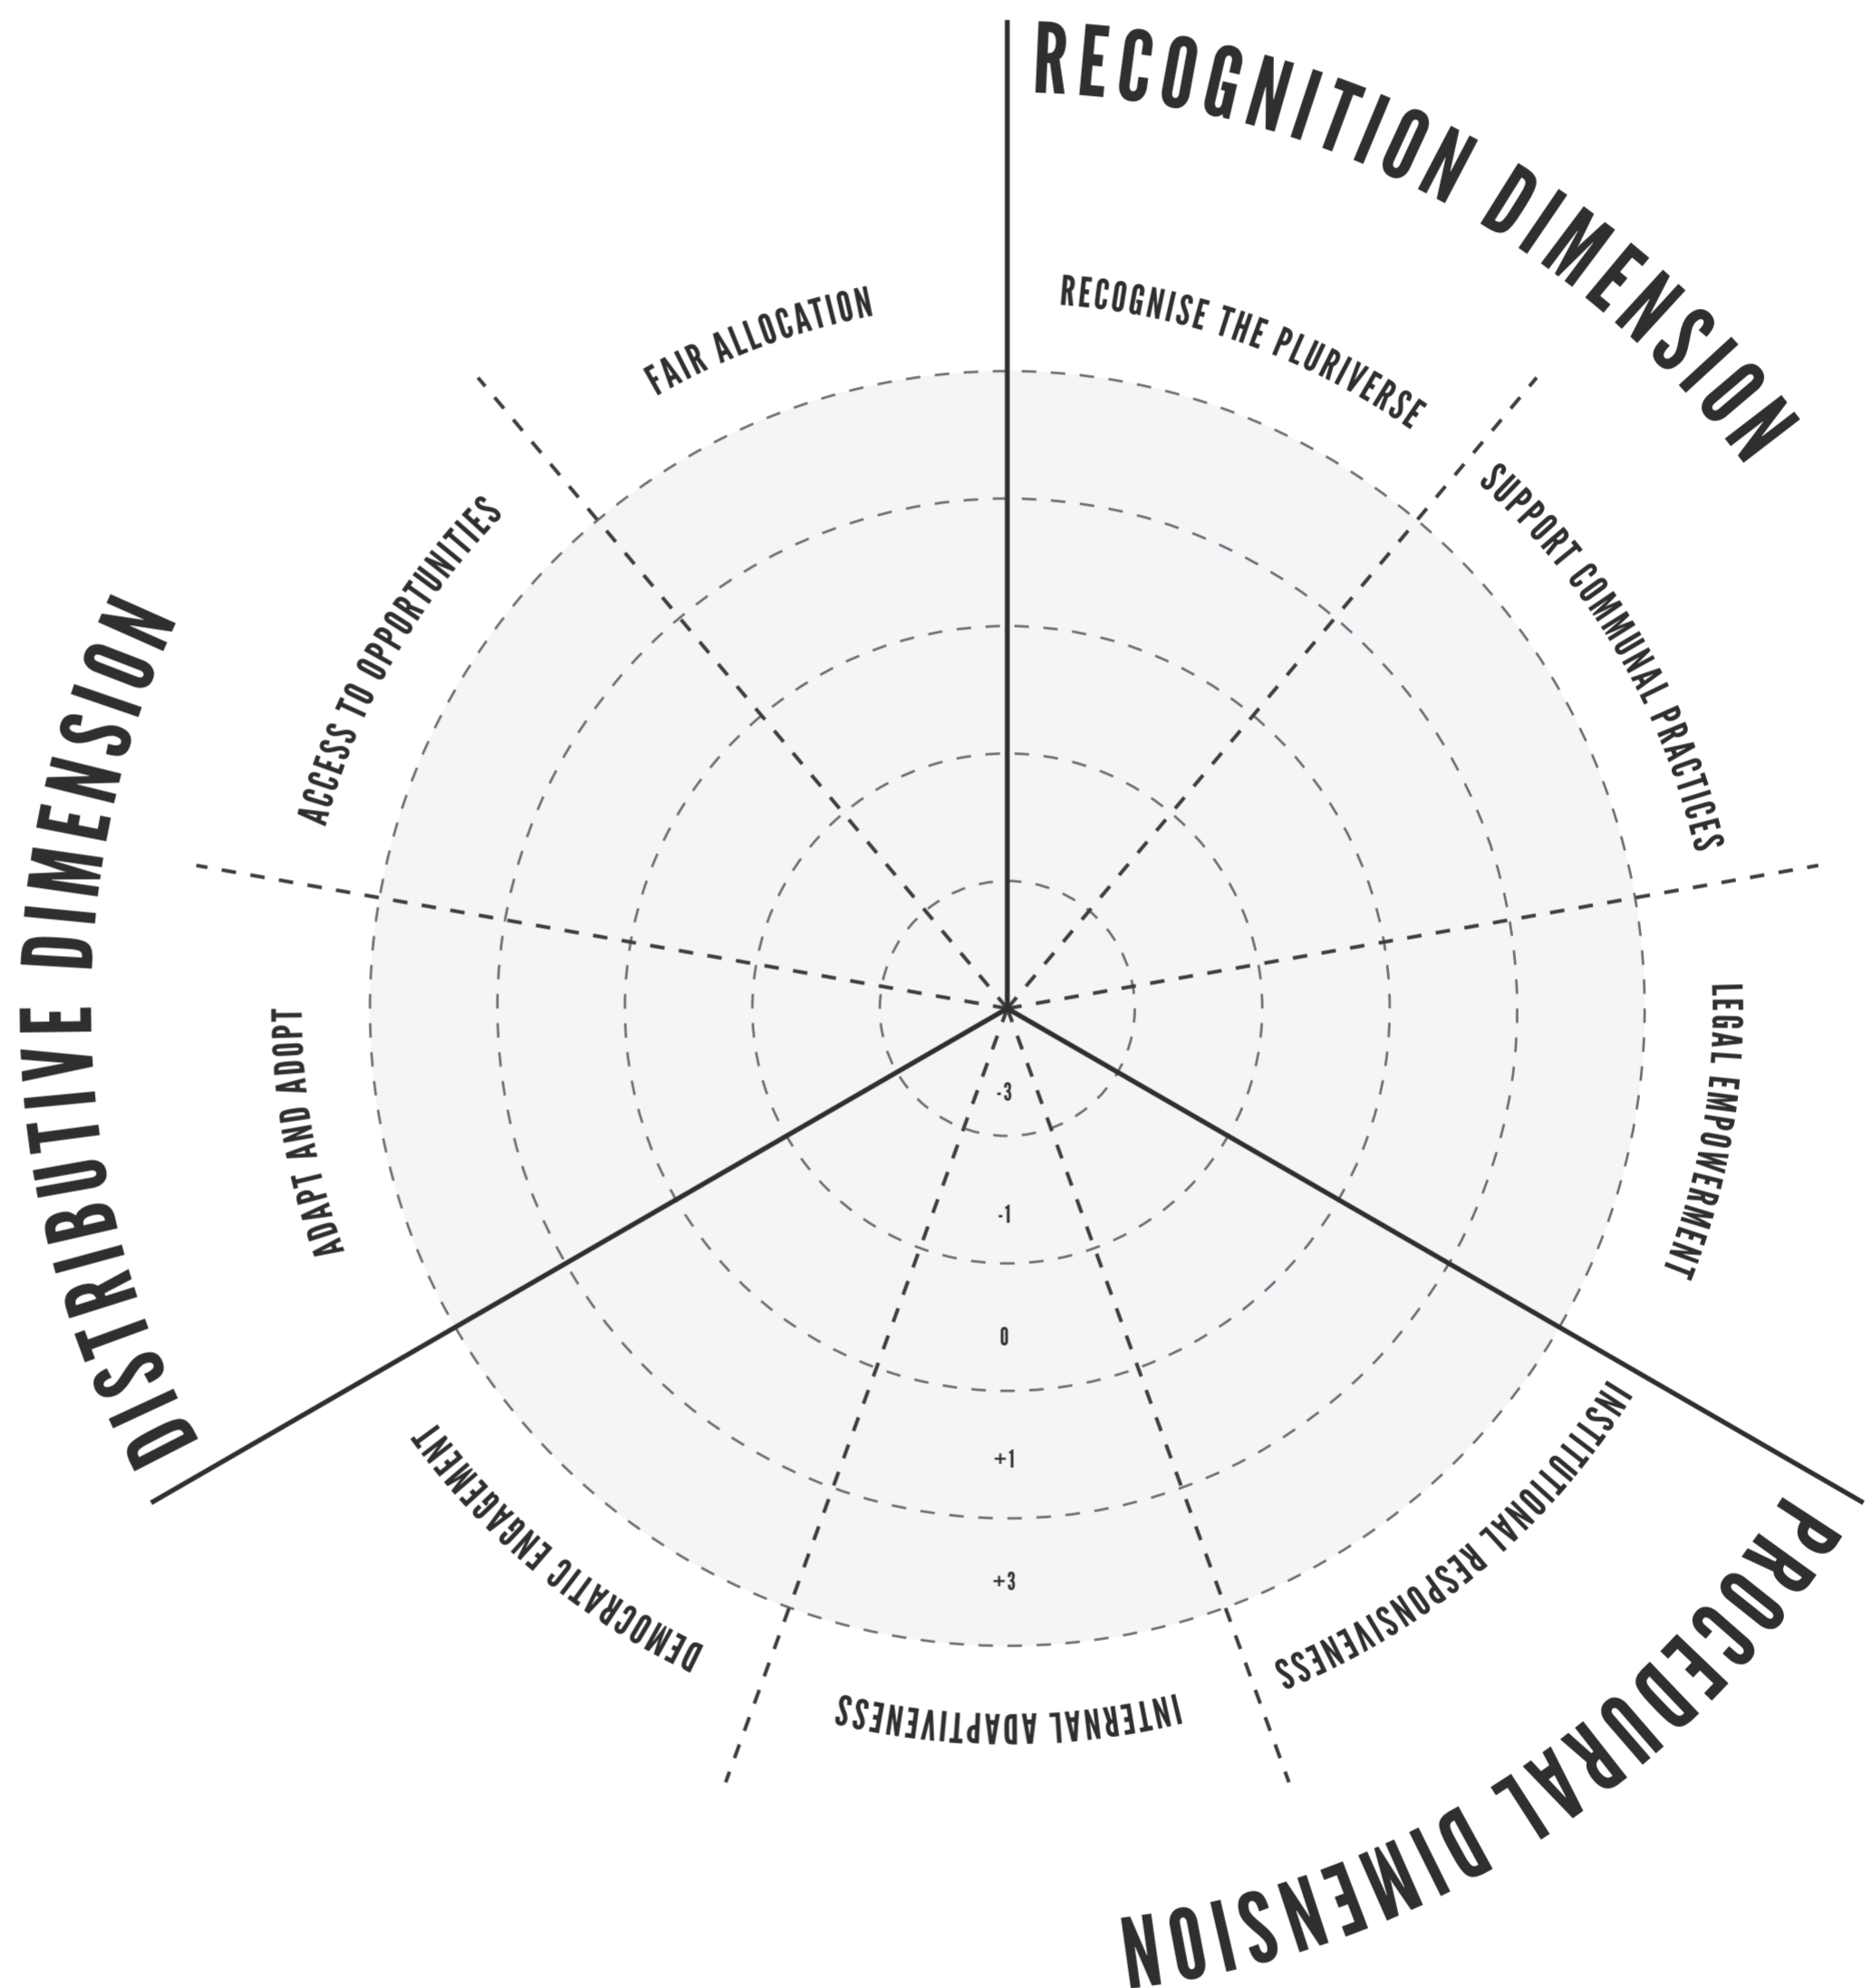 RECOGNITION DIMENSION
RECOGNISE THE PLURIVERSE
SUPPORT COMMUNAL PRACTICES
LEGAL EMPOWERMENT
PROCEDURAL DIMENSION
INSTITUTIONAL RESPONSIVENESS
INTERNAL ADAPTIVENESS
DEMOCRATIC ENGAGEMENT
DISTRIBUTIVE DIMENSION
ADAPT AND ADOPT
ACCESS TO OPPORTUNITIES
FAIR ALLOCATION
-3
-1
0
+1
+3